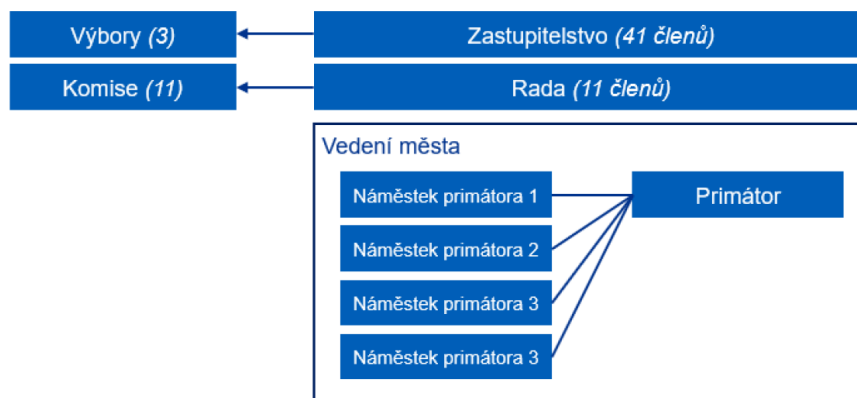 Výbory (3)
Zastupitelstvo (41 členů)
Komise (11)
Rada (11 členů)
Vedení města
Náměstek primátora 1
Primátor
Náměstek primátora 2
Náměstek primátora 3
Náměstek primátora 3